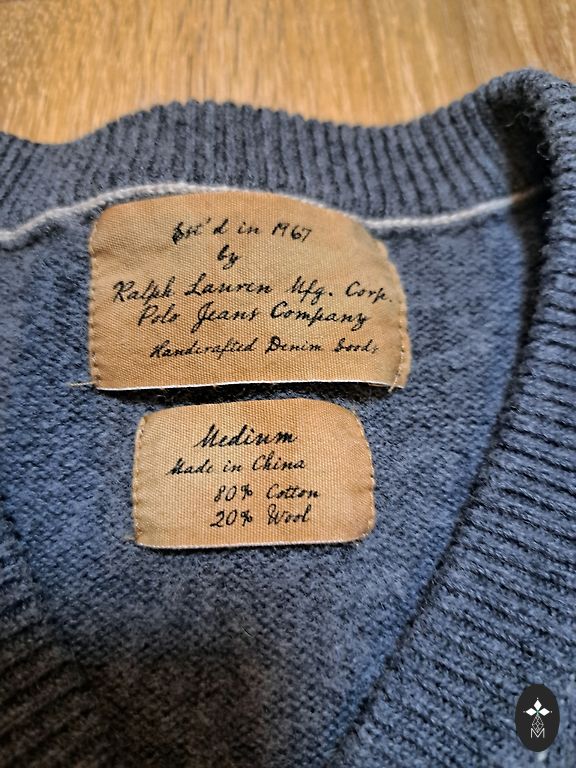 Est'd in 1967
by
Ralph Lauren Mfg. Corp.
Polo Jeans Company
Handcrafted Denim Goods
Medium
Made in China
80% Cotton
20% Wool
M